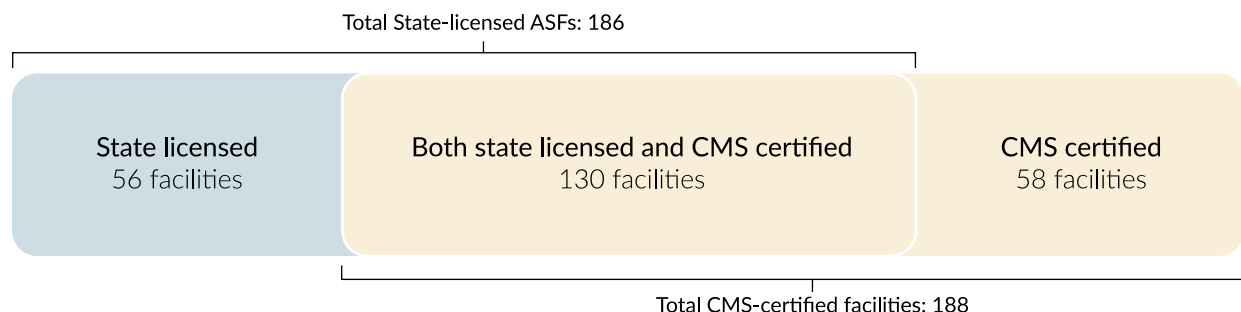 Total State-licensed ASFs: 186
State licensed
56 facilities
Both state licensed and CMS certified
130 facilities
CMS certified
58 facilities
Total CMS-certified facilities: 188